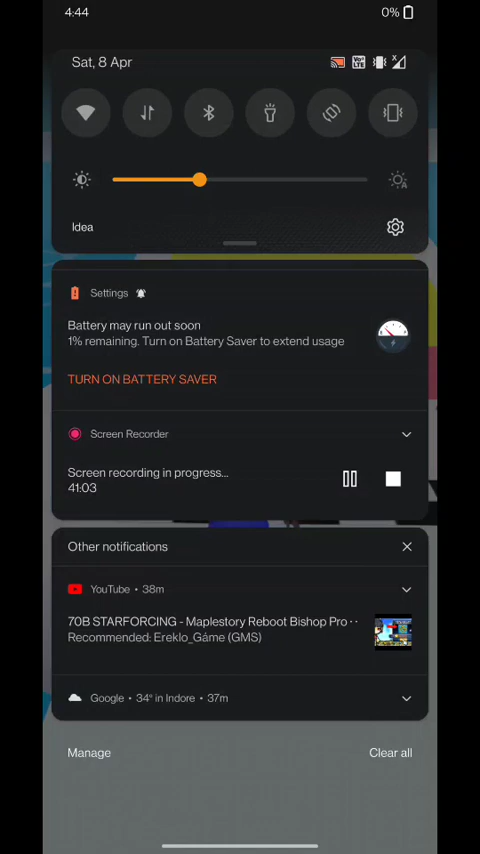 4:44
0%
Sat, 8 Apr
Idea
Settings
Battery may run out soon
1% remaining. Turn on Battery Saver to extend usage
TURN ON BATTERY SAVER
Screen Recorder
Screen recording in progress...
41:03
Other notifications
YouTube • 38m
70B STARFORCING - Maplestory Reboot Bishop Pro ··
Recommended: Ereklo_Game (GMS)
Google • 34° in Indore • 37m
Manage
Clear all